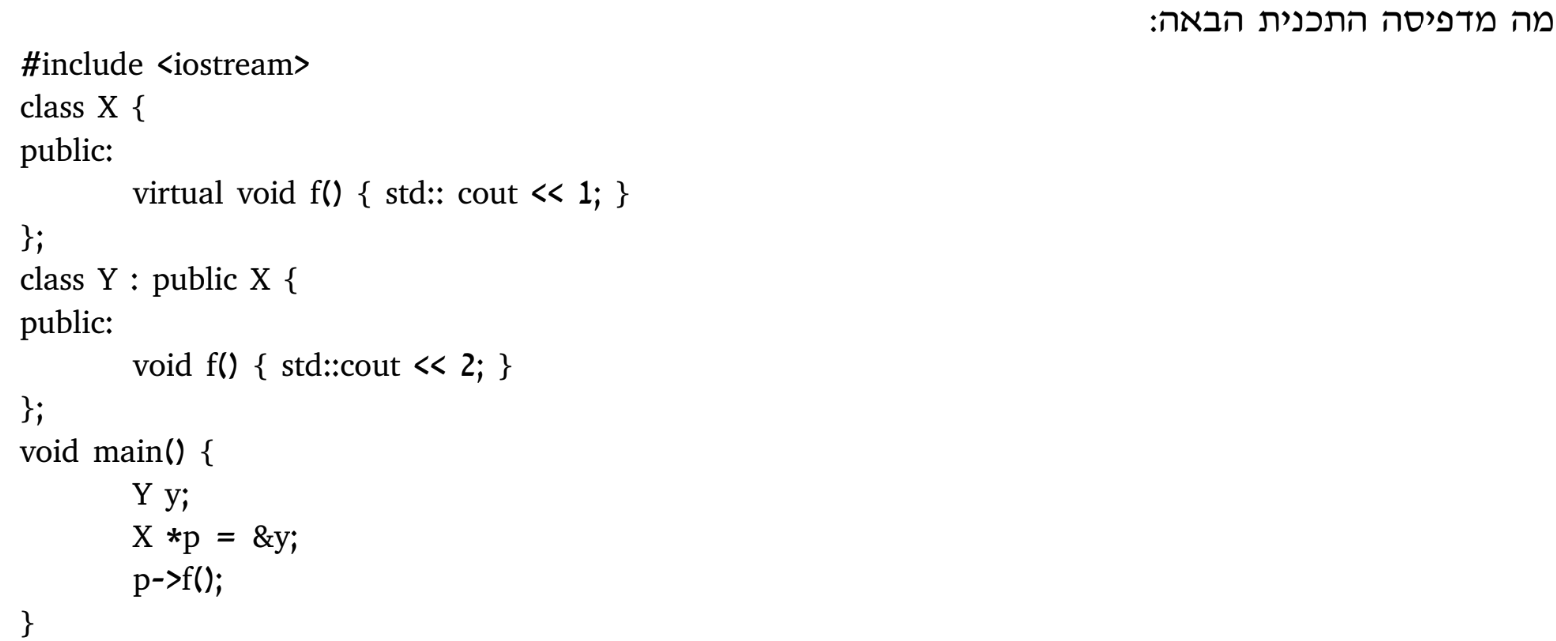 מה מדפיסה התכנית הבאה:
#include <iostream>
class X {
public:
virtual void f() { std:: cout << 1; }
};
class Y : public X {
public:
void f() { std::cout << 2; }
};
void main() {
Y y;
X *p = &y;
p->f();
}